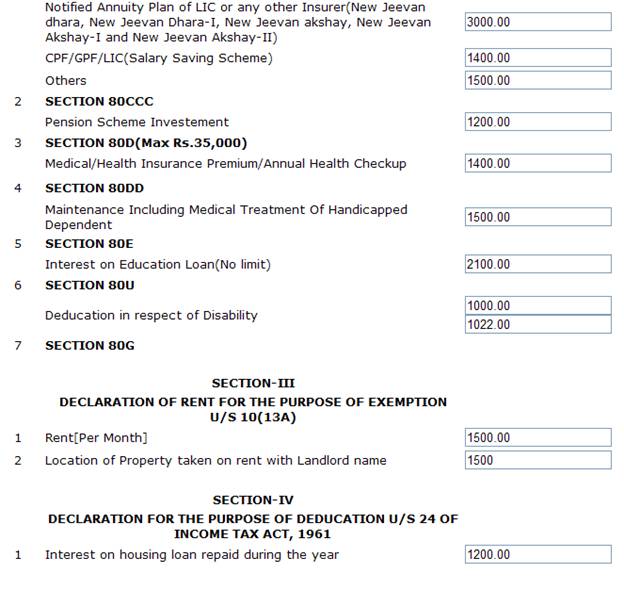 Notified Annuity Plan of LIC or any other Insurer(New Jeevan
dhara, New Jeevan Dhara-I, New Jeevan akshay, New Jeevan
Akshay-I and New Jeevan Akshay-II)
3000.00
CPF/GPF/LIC(Salary Saving Scheme) 1400.00
Others 1500.00
2 SECTION 80CCC
Pension Scheme Investement 1200.00
3 SECTION 80D(Max Rs.35,000)
Medical/Health Insurance Premium/Annual Health Checkup 1400.00
4 SECTION 80DD
Maintenance Including Medical Treatment Of Handicapped
Dependent
1500.00
5 SECTION 80E
Interest on Education Loan(No limit) 2100.00
6 SECTION 80U
Deducation in respect of Disability
1000.00
1022.00
7 SECTION 80G
SECTION-III
DECLARATION OF RENT FOR THE PURPOSE OF EXEMPTION
U/S 10(13A)
1 Rent[Per Month] 1500.00
2 Location of Property taken on rent with Landlord name 1500
SECTION-IV
DECLARATION FOR THE PURPOSE OF DEDUCATION U/S 24 OF
INCOME TAX ACT, 1961
1 Interest on housing loan repaid during the year 1200.00